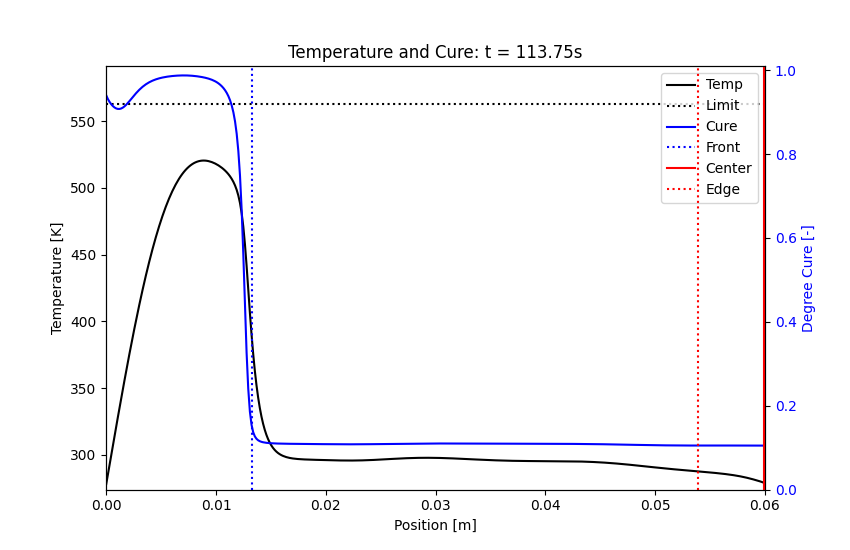 Temperature and Cure: t = 113.75s
Temp
Limit
Cure
Front
Center
Edge
550
500
450
400
350
300
Temperature [K]
1.0
0.8
0.6
0.4
0.2
0.0
Degree Cure [-]
0.00 0.01 0.02 0.03 0.04 0.05 0.06
Position [m]